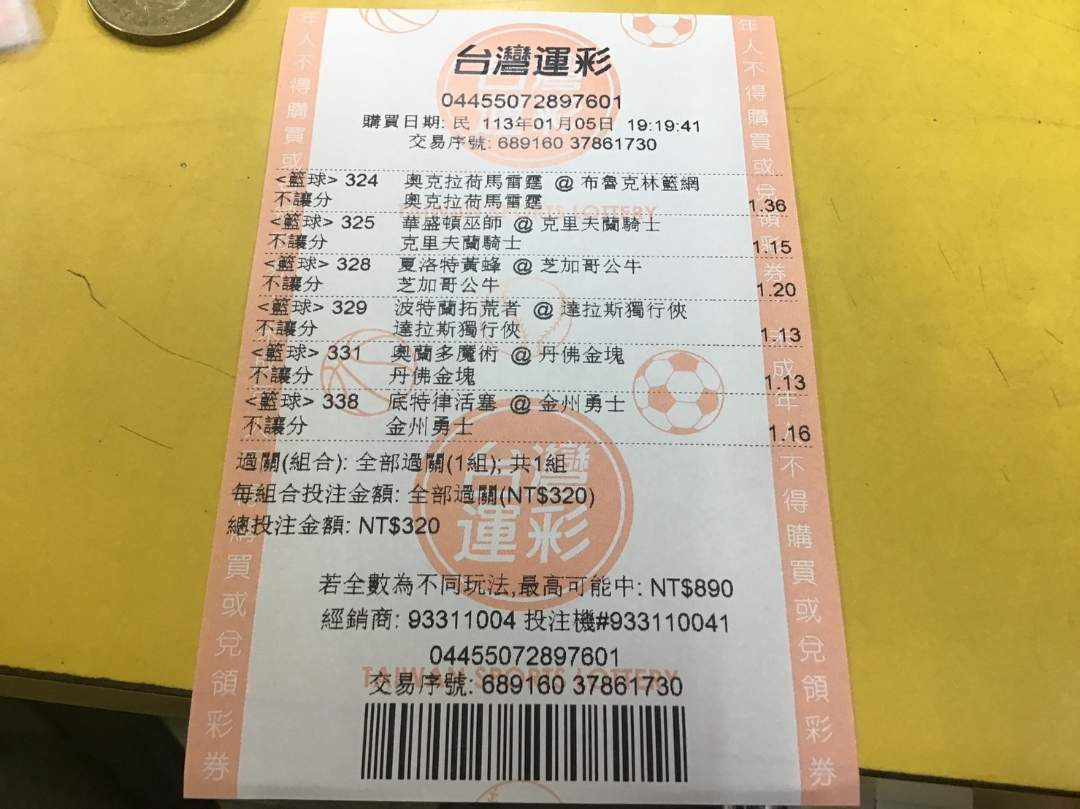 台灣運彩
04455072897601
購買日期: 民 113年01月05日 19:19:41
交易序號: 689160 37861730
<籃球> 324 奧克拉荷馬雷霆 @ 布魯克林籃網
不讓分 奧克拉荷馬雷霆 1.36
<籃球> 325 華盛頓巫師 @ 克里夫蘭騎士
不讓分 克里夫蘭騎士 1.15
<籃球> 328 夏洛特黃蜂 @ 芝加哥公牛
不讓分 芝加哥公牛 1.20
<籃球> 329 波特蘭拓荒者 @ 達拉斯獨行俠
不讓分 達拉斯獨行俠 1.13
<籃球> 331 奧蘭多魔術 @ 丹佛金塊
不讓分 丹佛金塊 1.13
<籃球> 338 底特律活塞 @ 金州勇士
不讓分 金州勇士 1.16
過關(組合): 全部過關(1組); 共1組
每組合投注金額: 全部過關(NT$320)
總投注金額: NT$320
台灣
運彩
若全數為不同玩法,最高可能中: NT$890
經銷商: 93311004 投注機#933110041
04455072897601
TAIWAN SPORTS LOTTERY
交易序號: 689160 37861730
年人不得購買或
不得購買或兌領彩券
買或兌領彩券